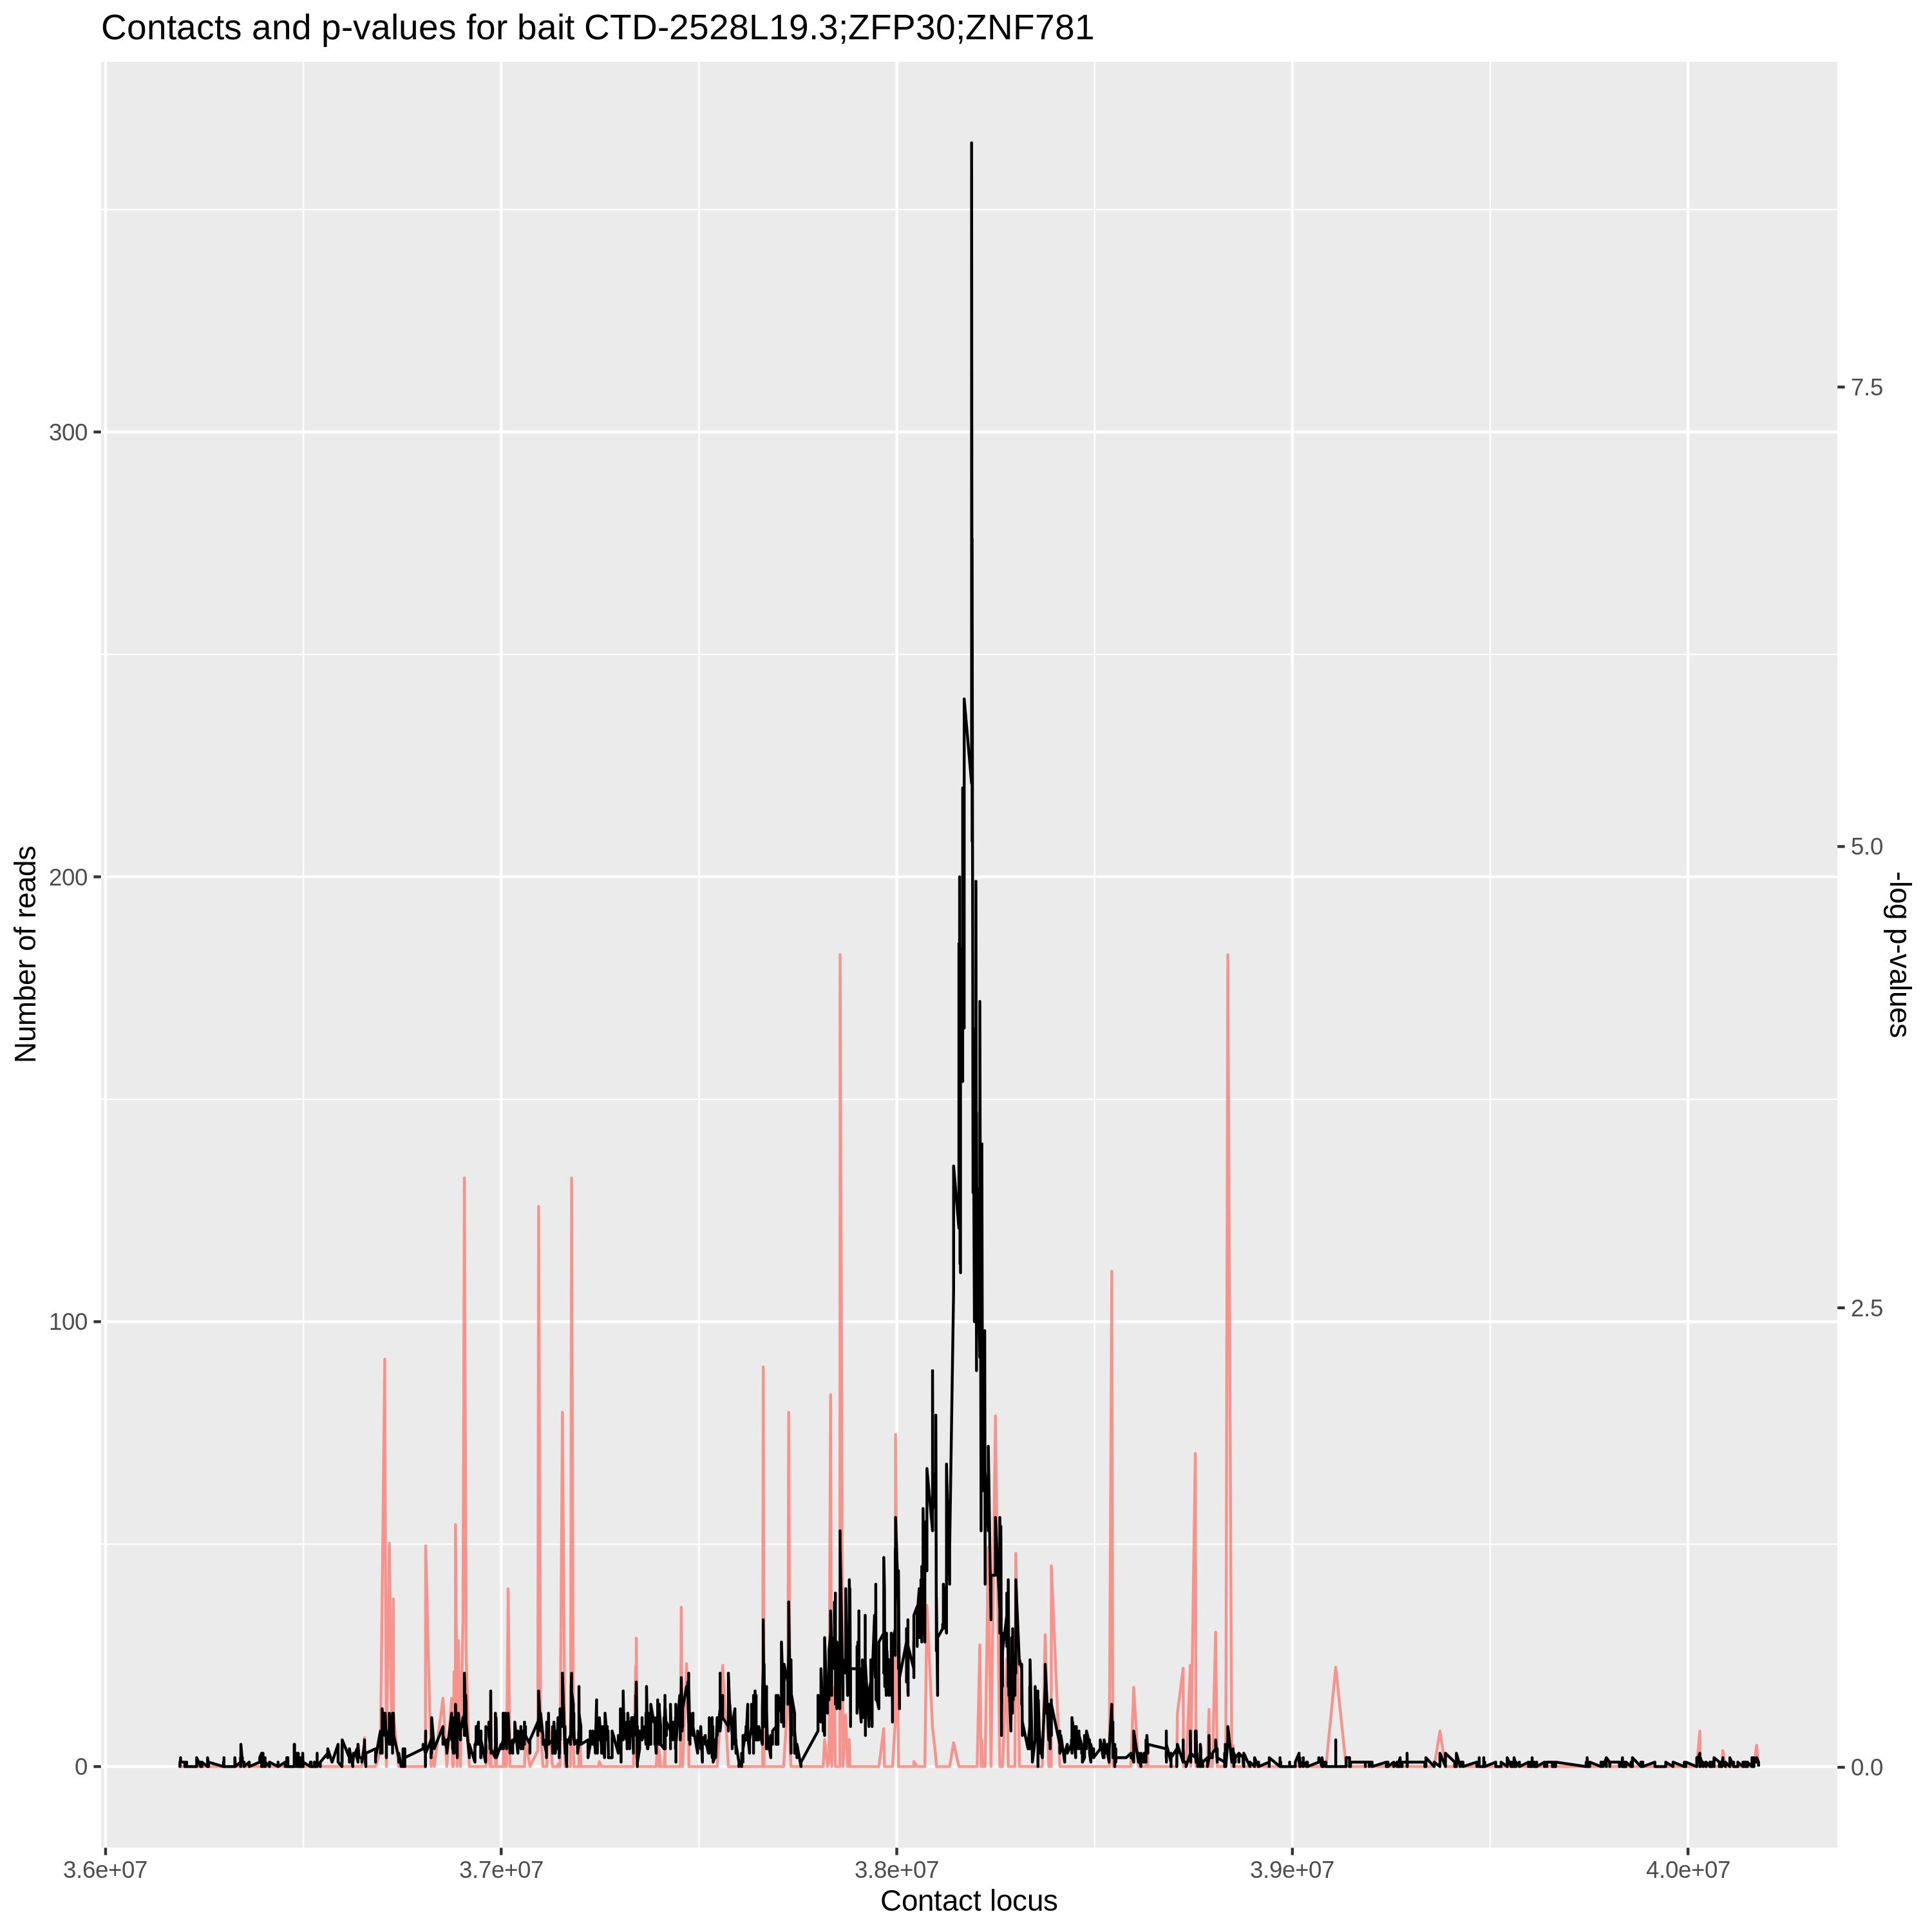 Contacts and p-values for bait CTD-2528L19.3;ZFP30;ZNF781
Number of reads
300
200
100
0
7.5
5.0
2.5
0.0
-log p-values
3.6e+07 3.7e+07 3.8e+07 3.9e+07 4.0e+07
Contact locus